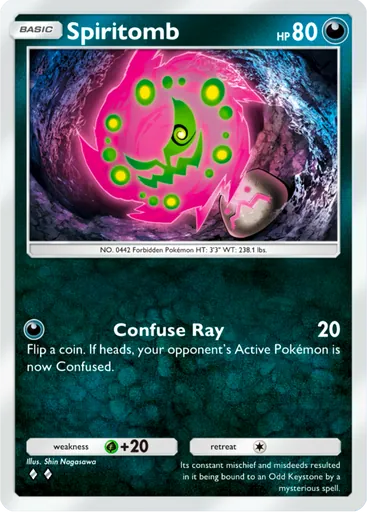 BASIC Spiritomb HP 80
NO. 0442 Forbidden Pokémon HT: 3'3" WT: 238.1 lbs.
Confuse Ray 20
Flip a coin. If heads, your opponent's Active Pokémon
is now Confused.
weakness +20 retreat
Illus. Shin Nogasawa
Its constant mischief and misdeeds resulted
in it being bound to an Odd Keystone by a
mysterious spell.